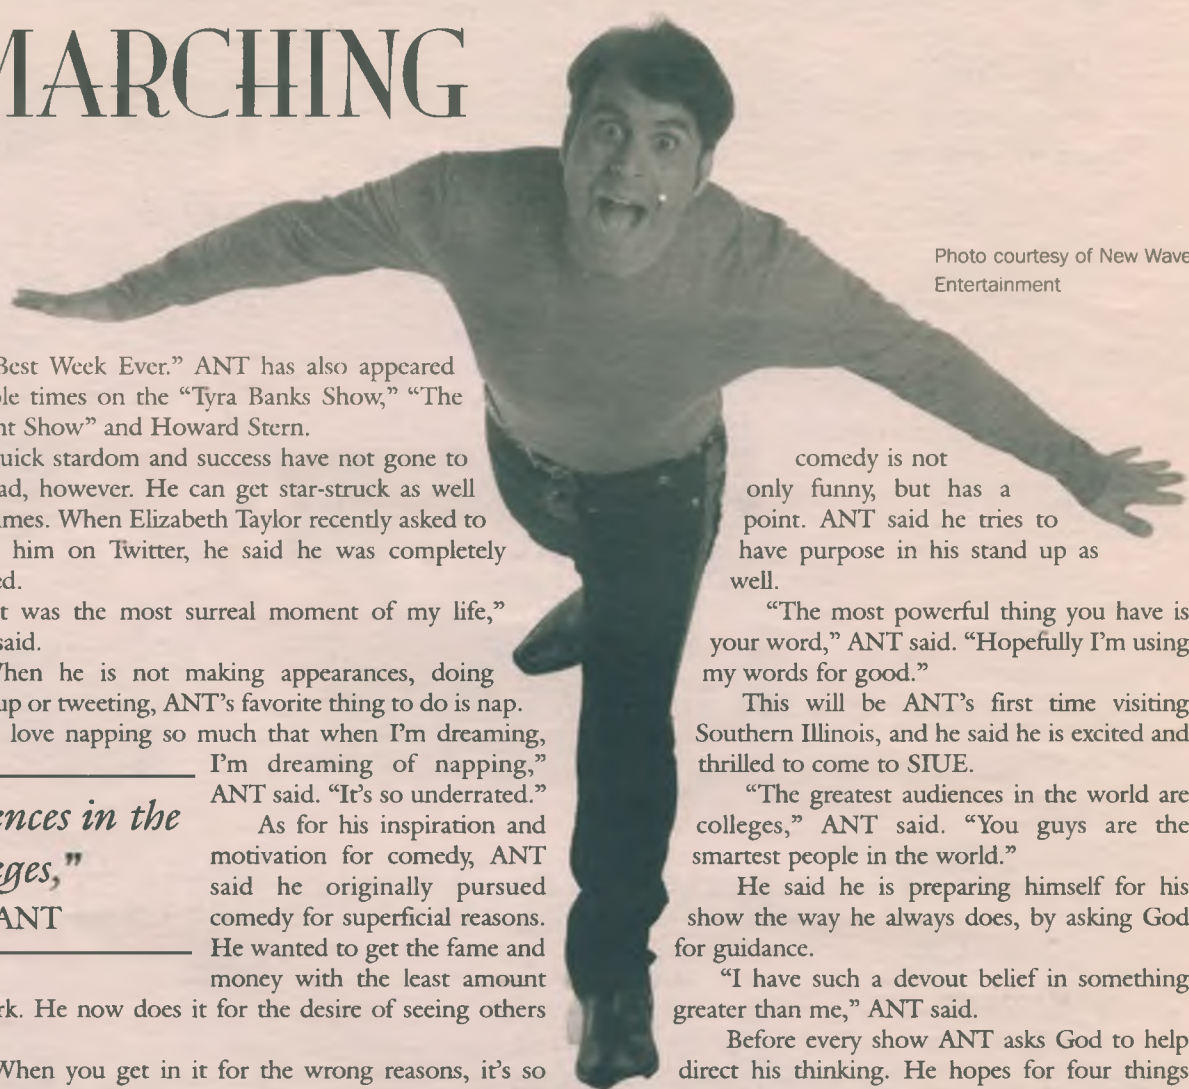 MARCHING
Photo courtesy of New Wave
Entertainment
Best Week Ever.” ANT has also appeared
times on the “Tyra Banks Show,” “The
Show” and Howard Stern.
stardom and success have not gone to
however. He can get star-struck as well
When Elizabeth Taylor recently asked to
him on Twitter, he said he was completely
was the most surreal moment of my life,”
said.
When he is not making appearances, doing
up or tweeting, ANT’s favorite thing to do is nap.
love napping so much that when I’m dreaming,
I’m dreaming of napping,”
ANT said. “It’s so underrated.”
As for his inspiration and
motivation for comedy, ANT
said he originally pursued
comedy for superficial reasons.
He wanted to get the fame and
money with the least amount
He now does it for the desire of seeing others
When you get in it for the wrong reasons, it’s so
in the
ANT
comedy is not
only funny, but has a
point. ANT said he tries to
have purpose in his stand up as
well.
“The most powerful thing you have is
your word,” ANT said. “Hopefully I’m using
my words for good.”
This will be ANT’s first time visiting
Southern Illinois, and he said he is excited and
thrilled to come to SIUE.
“The greatest audiences in the world are
colleges,” ANT said. “You guys are the
smartest people in the world.”
He said he is preparing himself for his
show the way he always does, by asking God
for guidance.
“I have such a devout belief in something
greater than me,” ANT said.
Before every show ANT asks God to help
direct his thinking. He hopes for four things